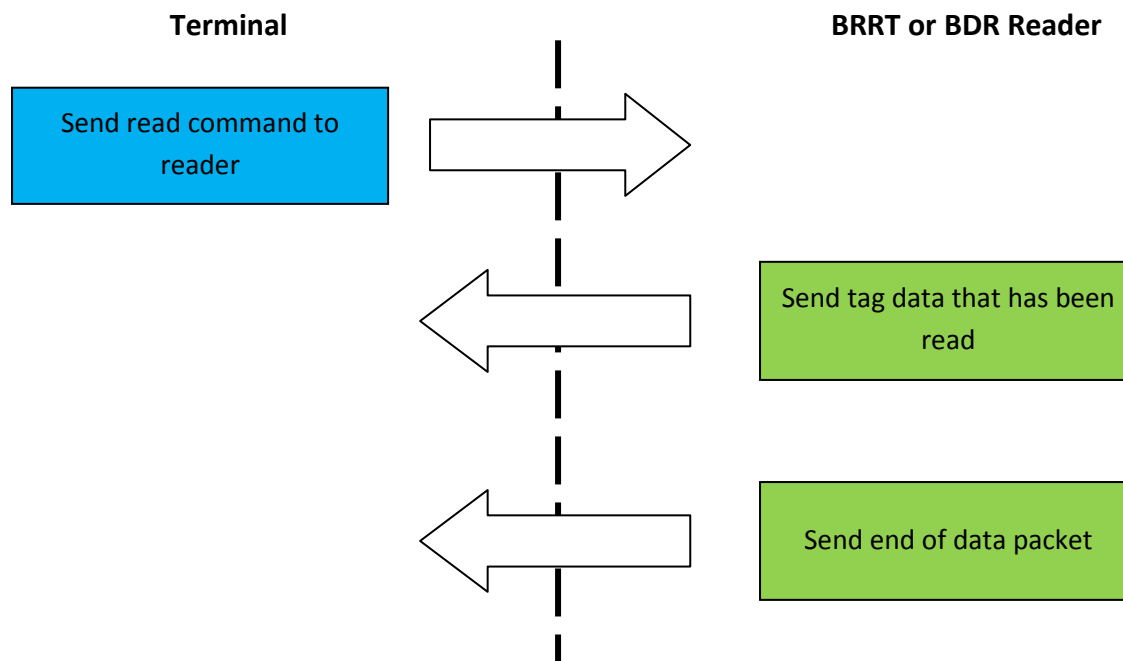 Terminal
BRRT or BDR Reader
Send read command to
reader
Send tag data that has been
read
Send end of data packet